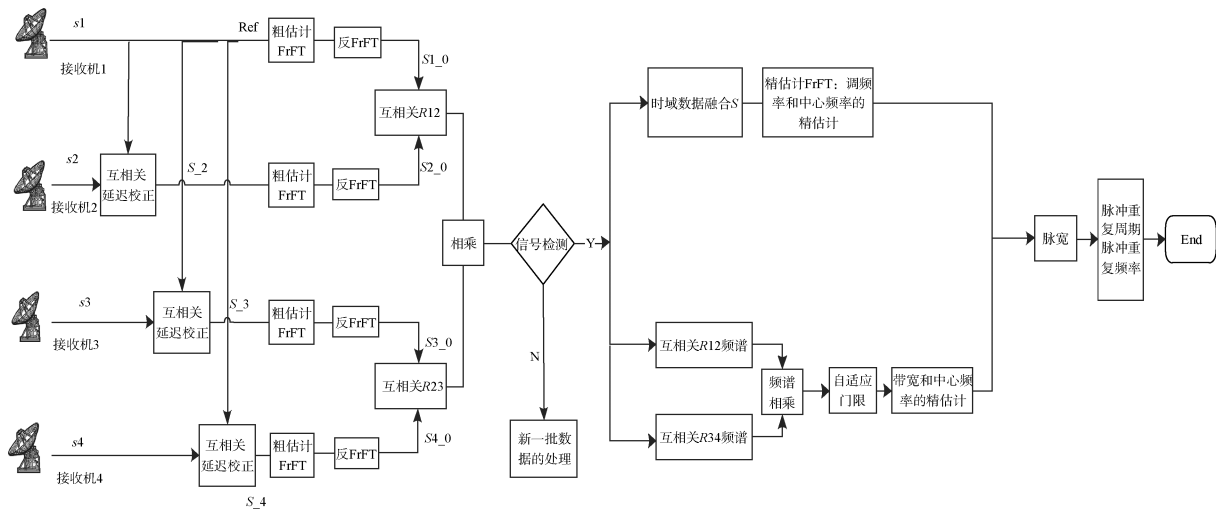 s1
Ref
接收机1
粗估计
FrFT
反FrFT
S1_0
互相关R12
s2
接收机2
互相关
延迟校正
S_2
粗估计
FrFT
反FrFT
S2_0
相乘
s3
接收机3
互相关
延迟校正
S_3
粗估计
FrFT
反FrFT
S3_0
互相关R23
s4
接收机4
互相关
延迟校正
S_4
粗估计
FrFT
反FrFT
S4_0
信号检测
Y
N
新一批数
据的处理
时域数据融合S
精估计FrFT：调频
率和中心频率的
精估计
互相关R12频谱
互相关R34频谱
频谱
相乘
自适应
门限
带宽和中心频
率的精估计
脉宽
脉冲重
复周期
脉冲重
复频率
End